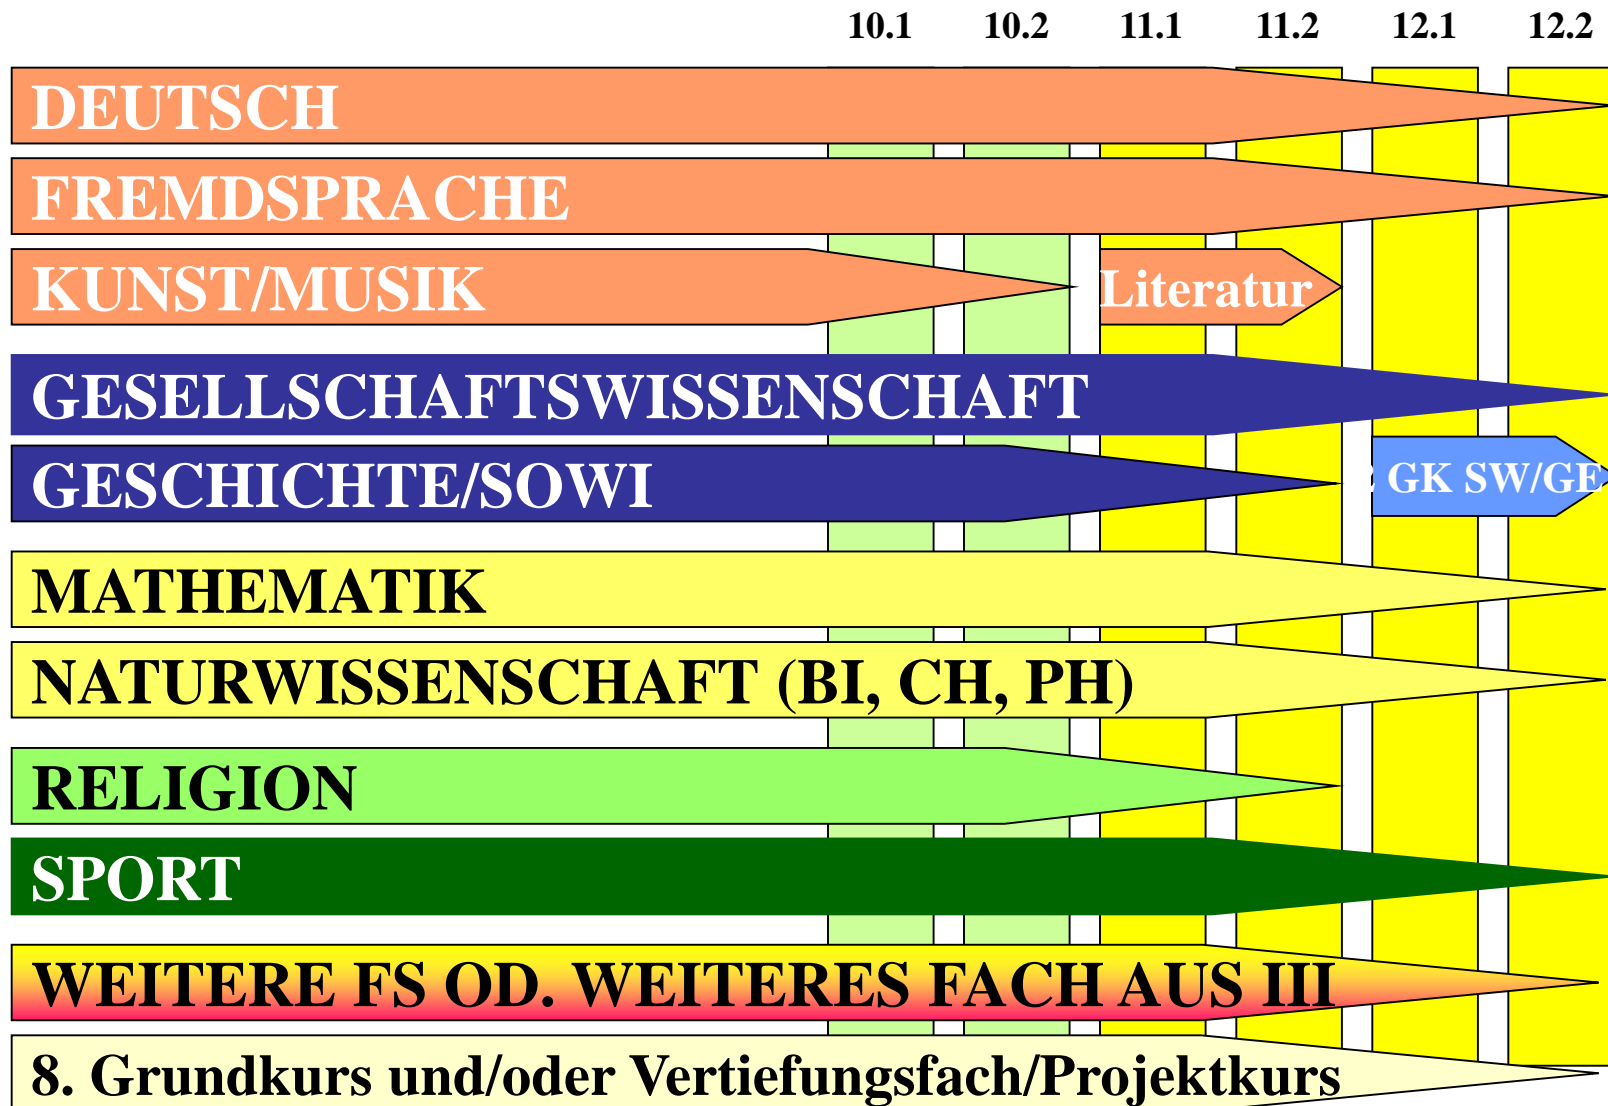 10.1 10.2 11.1 11.2 12.1 12.2
DEUTSCH
FREMDSPRACHE
KUNST/MUSIK
Literatur
GESELLSCHAFTSWISSENSCHAFT
GESCHICHTE/SOWI
GK SW/GE
MATHEMATIK
NATURWISSENSCHAFT (BI, CH, PH)
RELIGION
SPORT
WEITERE FS OD. WEITERES FACH AUS III
8. Grundkurs und/oder Vertiefungsfach/Projektkurs